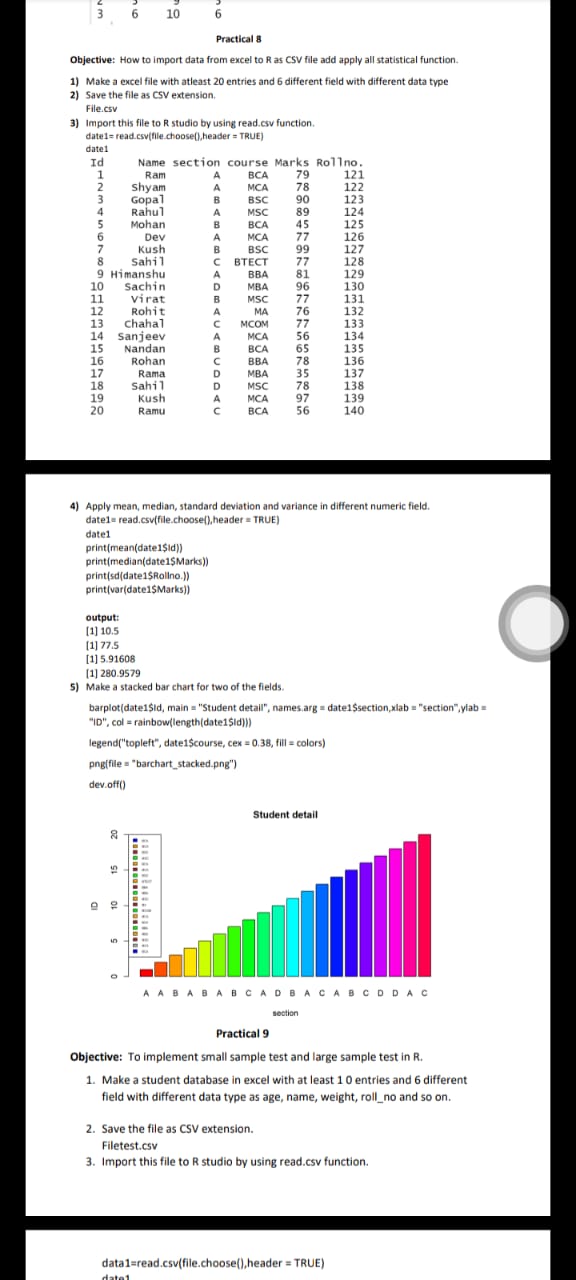 3 6 10 6
Practical 8
Objective: How to import data from excel to R as CSV file add apply all statistical function.
1) Make a excel file with atleast 20 entries and 6 different field with different data type
2) Save the file as CSV extension.
File.csv
3) Import this file to R studio by using read.csv function.
date1= read.csv(file.choose(),header = TRUE)
date1
Id Name section course Marks Rollno.
1 Ram A BCA 79 121
2 Shyam A MCA 78 122
3 Gopal B BSC 90 123
4 Rahul A MSC 89 124
5 Mohan B BCA 45 125
6 Dev A MCA 77 126
7 Kush B BSC 99 127
8 Sahil C BTECT 77 128
9 Himanshu A BBA 81 129
10 Sachin D MBA 96 130
11 Virat B MSC 77 131
12 Rohit A MA 76 132
13 Chahal C MCOM 77 133
14 Sanjeev A MCA 56 134
15 Nandan B BCA 65 135
16 Rohan C BBA 78 136
17 Rama D MBA 35 137
18 Sahil D MSC 78 138
19 Kush A MCA 97 139
20 Ramu C BCA 56 140
4) Apply mean, median, standard deviation and variance in different numeric field.
date1= read.csv(file.choose(),header = TRUE)
date1
print(mean(date1$Id))
print(median(date1$Marks))
print(sd(date1$Rollno.))
print(var(date1$Marks))
output:
[1] 10.5
[1] 77.5
[1] 5.91608
[1] 280.9579
5) Make a stacked bar chart for two of the fields.
barplot(date1$Id, main = "Student detail", names.arg = date1$section,xlab = "section",ylab =
"ID", col = rainbow(length(date1$Id)))
legend("topleft", date1$course, cex = 0.38, fill = colors)
png(file = "barchart_stacked.png")
dev.off()
Student detail
20
15
10
5
0
ID
A A B A B A B C A D B A C A B C D D A C
section
Practical 9
Objective: To implement small sample test and large sample test in R.
1. Make a student database in excel with at least 1 0 entries and 6 different
field with different data type as age, name, weight, roll_no and so on.
2. Save the file as CSV extension.
Filetest.csv
3. Import this file to R studio by using read.csv function.
data1=read.csv(file.choose(),header = TRUE)
date1